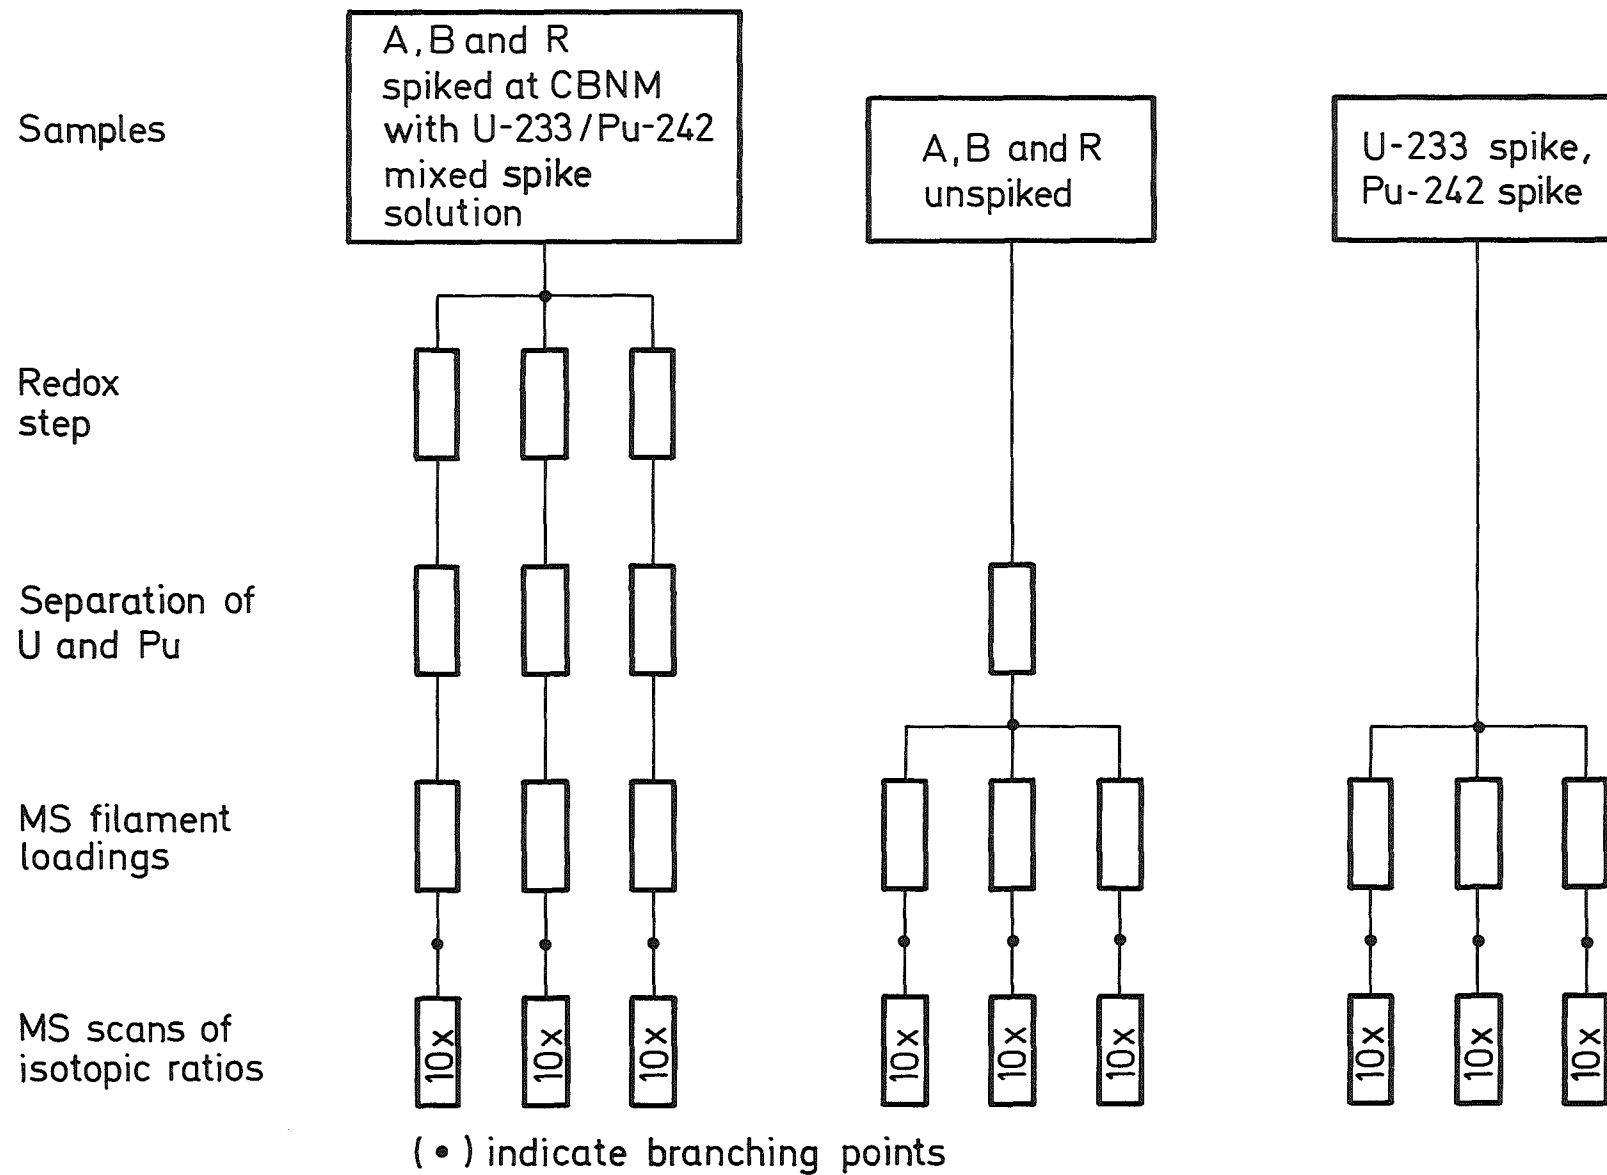 Samples
A, B and R
spiked at CBNM
with U-233/Pu-242
mixed spike
solution
A, B and R
unspiked
U-233 spike,
Pu-242 spike
Redox
step
Separation of
U and Pu
MS filament
loadings
MS scans of
isotopic ratios
10x
10x
10x
10x
10x
10x
10x
10x
10x
(•) indicate branching points